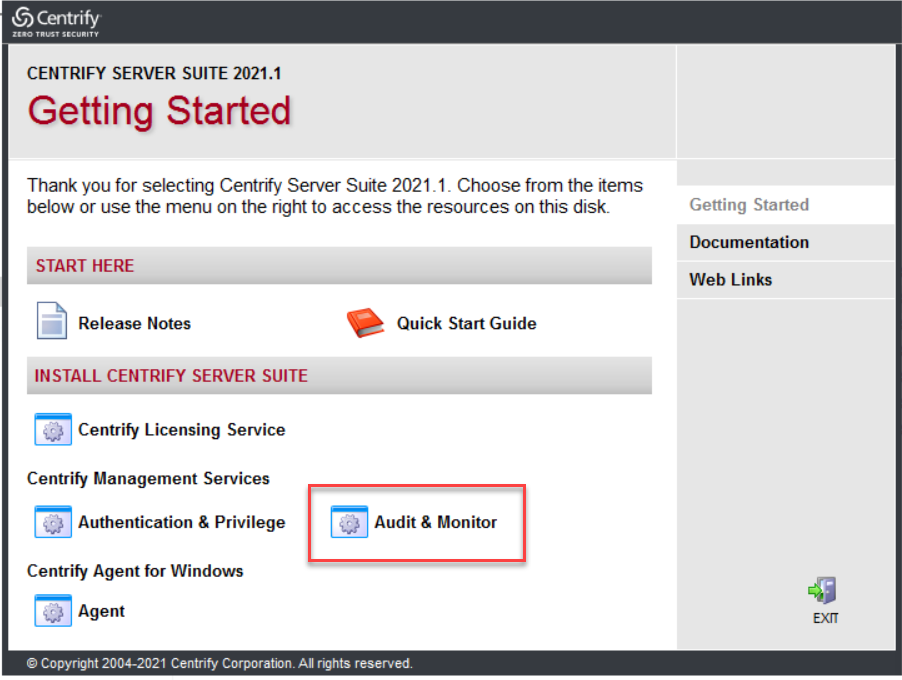 Centrify
ZERO TRUST SECURITY
CENTRIFY SERVER SUITE 2021.1
Getting Started
Thank you for selecting Centrify Server Suite 2021.1. Choose from the items
below or use the menu on the right to access the resources on this disk.
Getting Started
Documentation
Web Links
START HERE
Release Notes
Quick Start Guide
INSTALL CENTRIFY SERVER SUITE
Centrify Licensing Service
Centrify Management Services
Authentication & Privilege
Audit & Monitor
Centrify Agent for Windows
Agent
EXIT
© Copyright 2004-2021 Centrify Corporation. All rights reserved.